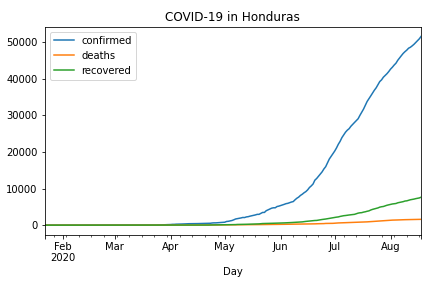 COVID-19 in Honduras
confirmed
deaths
recovered
50000
40000
30000
20000
10000
0
Feb Mar Apr May Jun Jul Aug
2020
Day